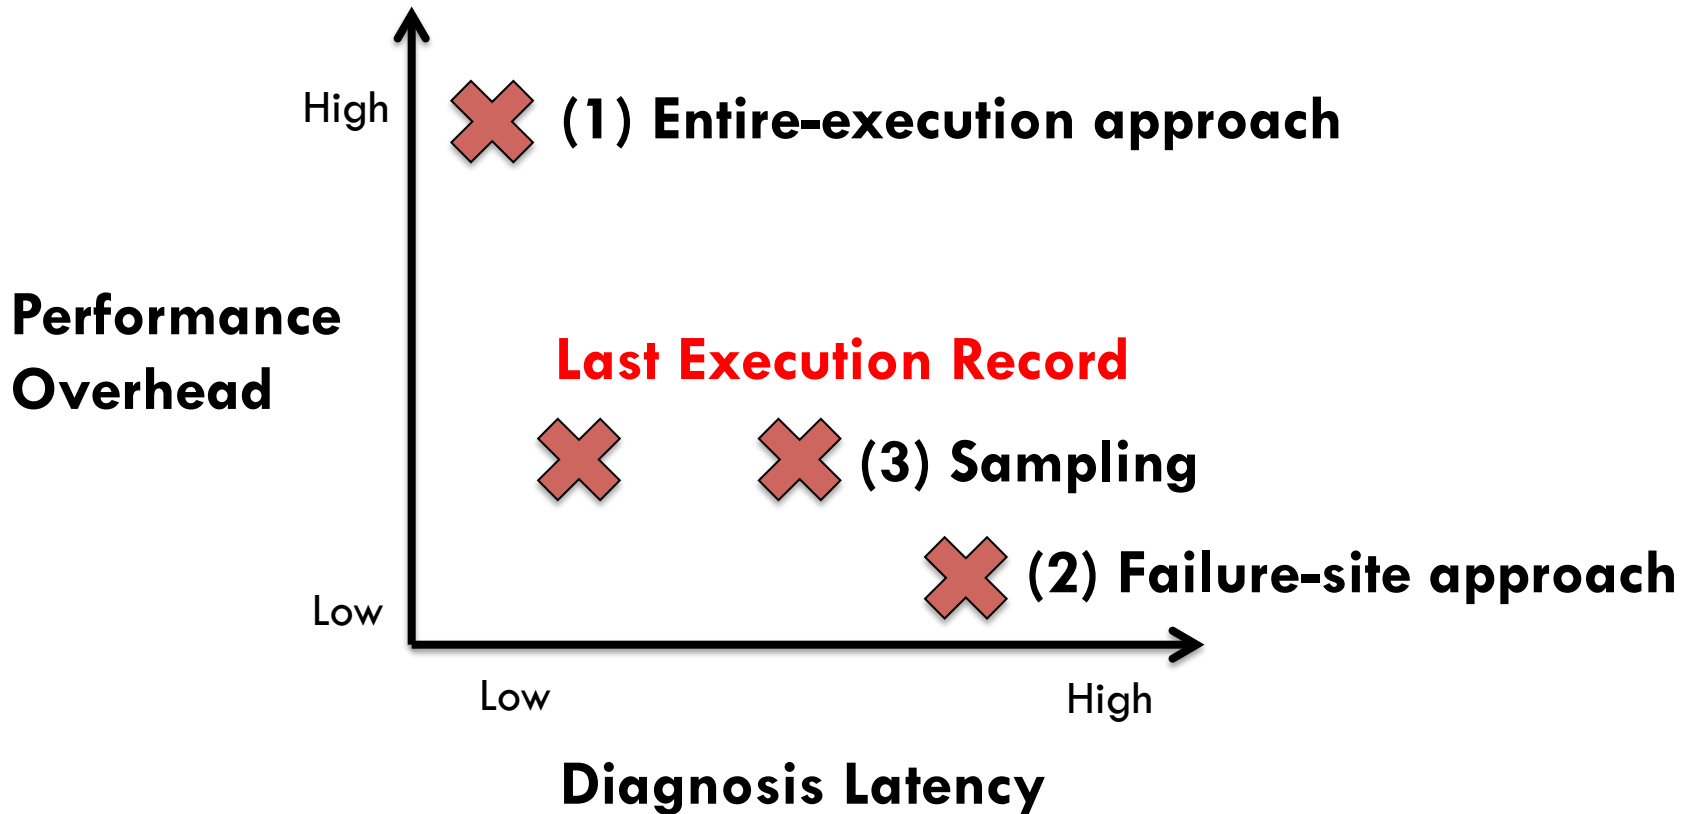 High
(1) Entire-execution approach
Performance
Overhead
Last Execution Record
(3) Sampling
(2) Failure-site approach
Low
Low
High
Diagnosis Latency